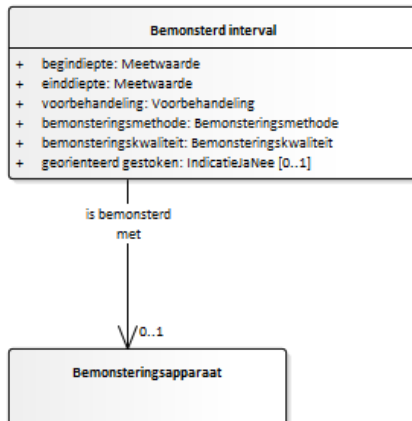 Bemonsterd interval
+ begindiepte: Meetwaarde
+ einddiepte: Meetwaarde
+ voorbehandeling: Voorbehandeling
+ bemonsteringsmethode: Bemonsteringsmethode
+ bemonsteringskwaliteit: Bemonsteringskwaliteit
+ georienteerd gestoken: IndicatieJaNee [0..1]
is bemonsterd
met
0..1
Bemonsteringsapparaat